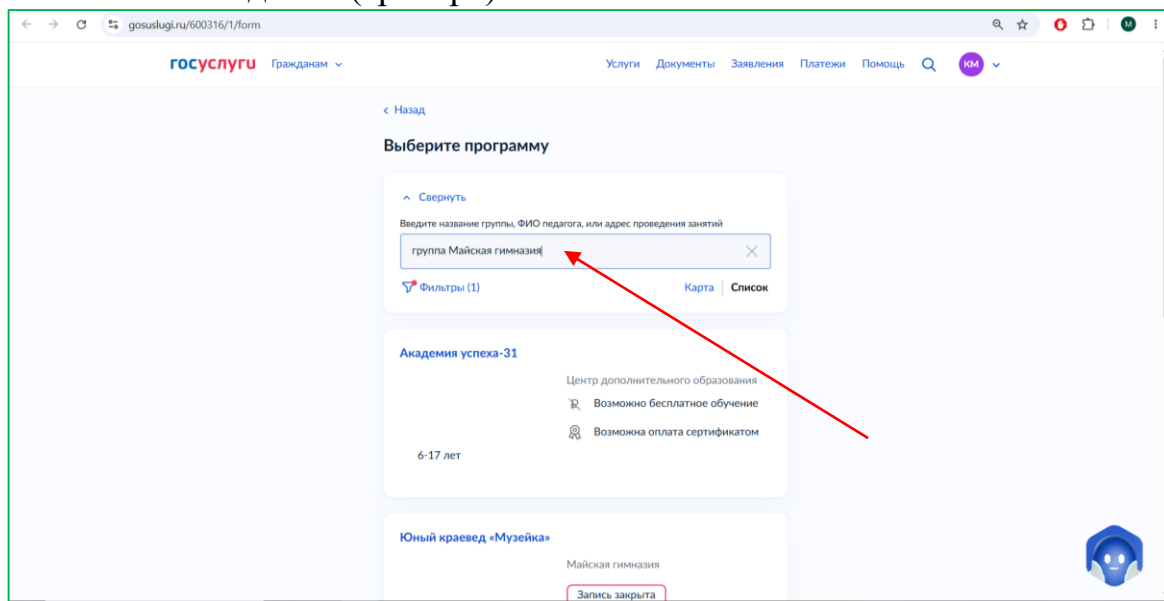 gosuslugi.ru/600316/1/form
M
госуслуги Гражданам Услуги Документы Заявления Платежи Помощь КМ
Назад
Выберите программу
Свернуть
Введите название группы, ФИО педагога, или адрес проведения занятий
группа Майская гимназия
Фильтры (1) Карта Список
Академия успеха-31
Центр дополнительного образования
Возможно бесплатное обучение
Возможна оплата сертификатом
6-17 лет
Юный краевед «Музейка»
Майская гимназия
Запись закрыта